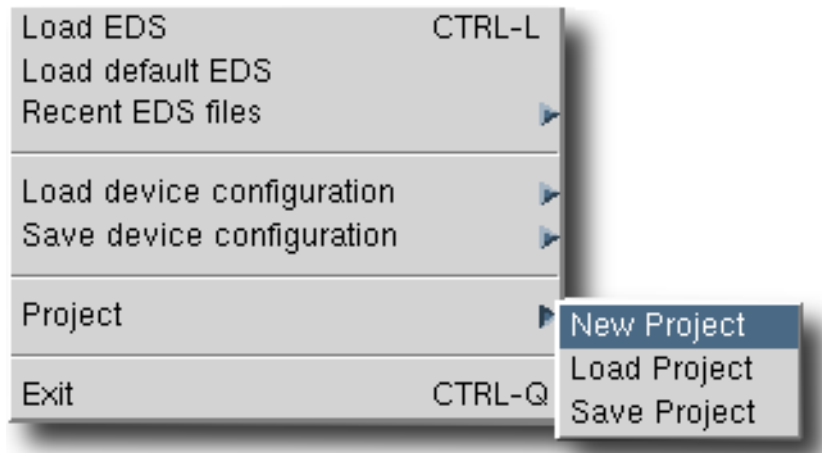 Load EDS CTRL-L
Load default EDS
Recent EDS files
Load device configuration
Save device configuration
Project
New Project
Load Project
Save Project
Exit CTRL-Q